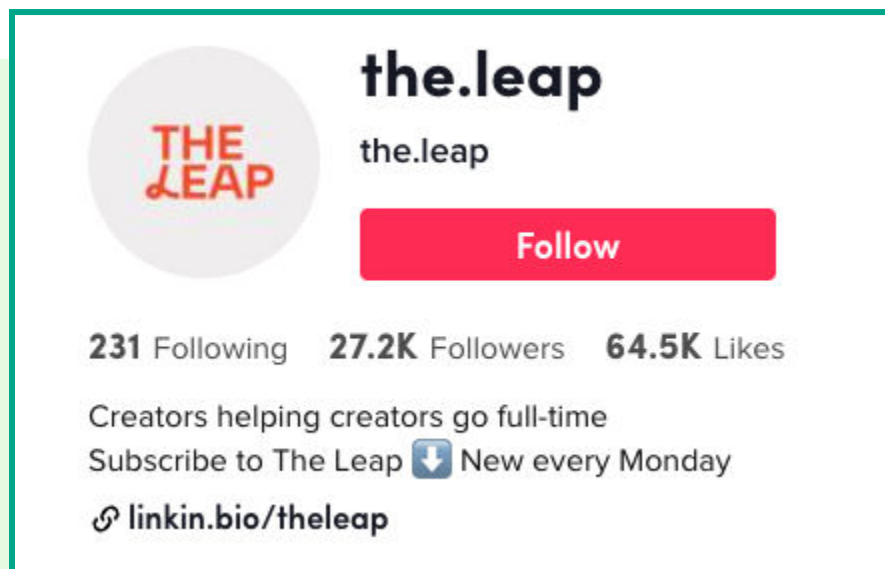 THE
LEAP
the.leap
the.leap
Follow
231 Following 27.2K Followers 64.5K Likes
Creators helping creators go full-time
Subscribe to The Leap ⬇️ New every Monday
linkin.bio/theleap